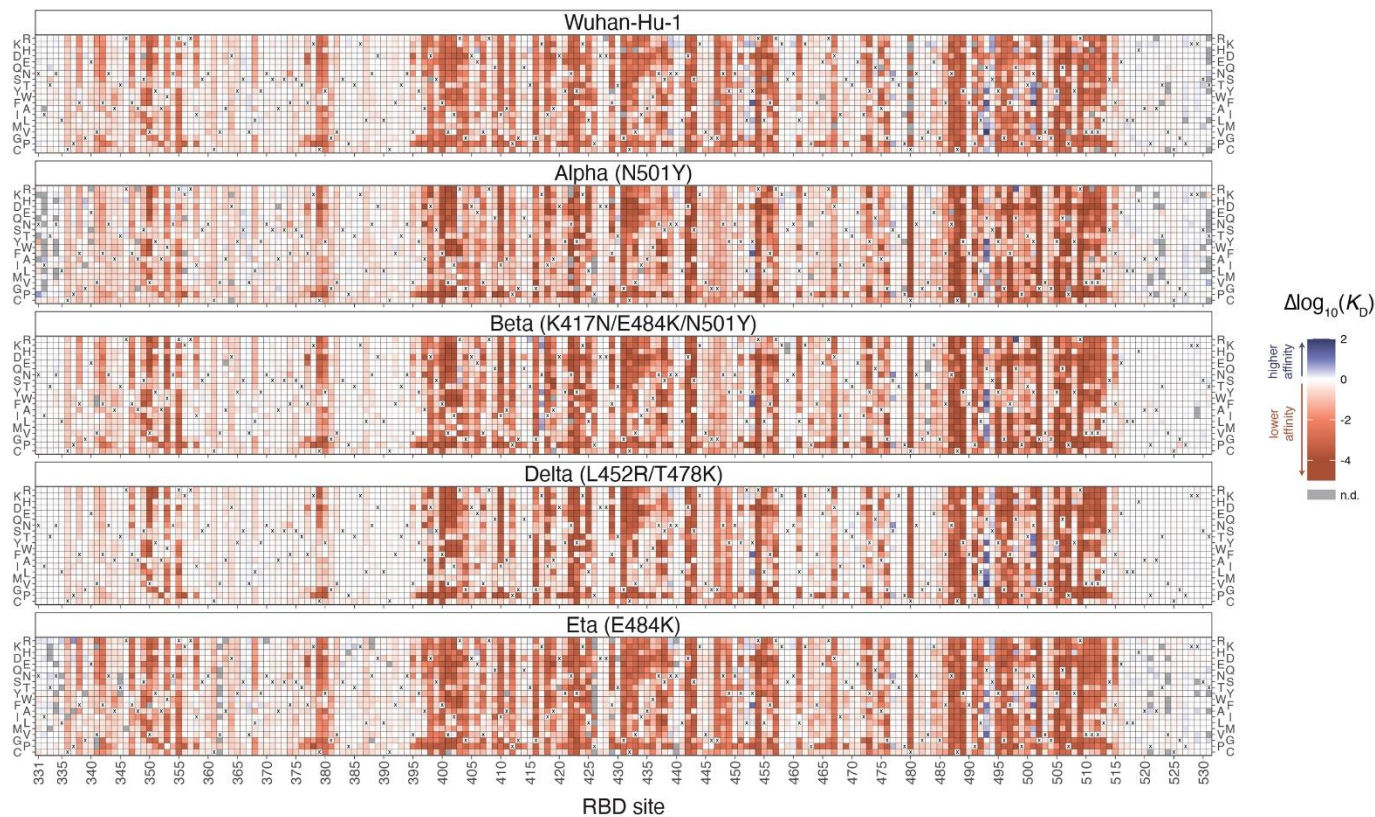 Wuhan-Hu-1
R K H D E Q N S T Y W F A I L M V G P C
R K H D E Q N S T Y W F A I L M V G P C
Alpha (N501Y)
R K H D E Q N S T Y W F A I L M V G P C
R K H D E Q N S T Y W F A I L M V G P C
Beta (K417N/E484K/N501Y)
R K H D E Q N S T Y W F A I L M V G P C
R K H D E Q N S T Y W F A I L M V G P C
Delta (L452R/T478K)
R K H D E Q N S T Y W F A I L M V G P C
R K H D E Q N S T Y W F A I L M V G P C
Eta (E484K)
R K H D E Q N S T Y W F A I L M V G P C
R K H D E Q N S T Y W F A I L M V G P C
331 335 340 345 350 355 360 365 370 375 380 385 390 395 400 405 410 415 420 425 430 435 440 445 450 455 460 465 470 475 480 485 490 495 500 505 510 515 520 525 530
RBD site
Δlog₁₀(K_D)
higher affinity
lower affinity
2
0
-2
-4
n.d.